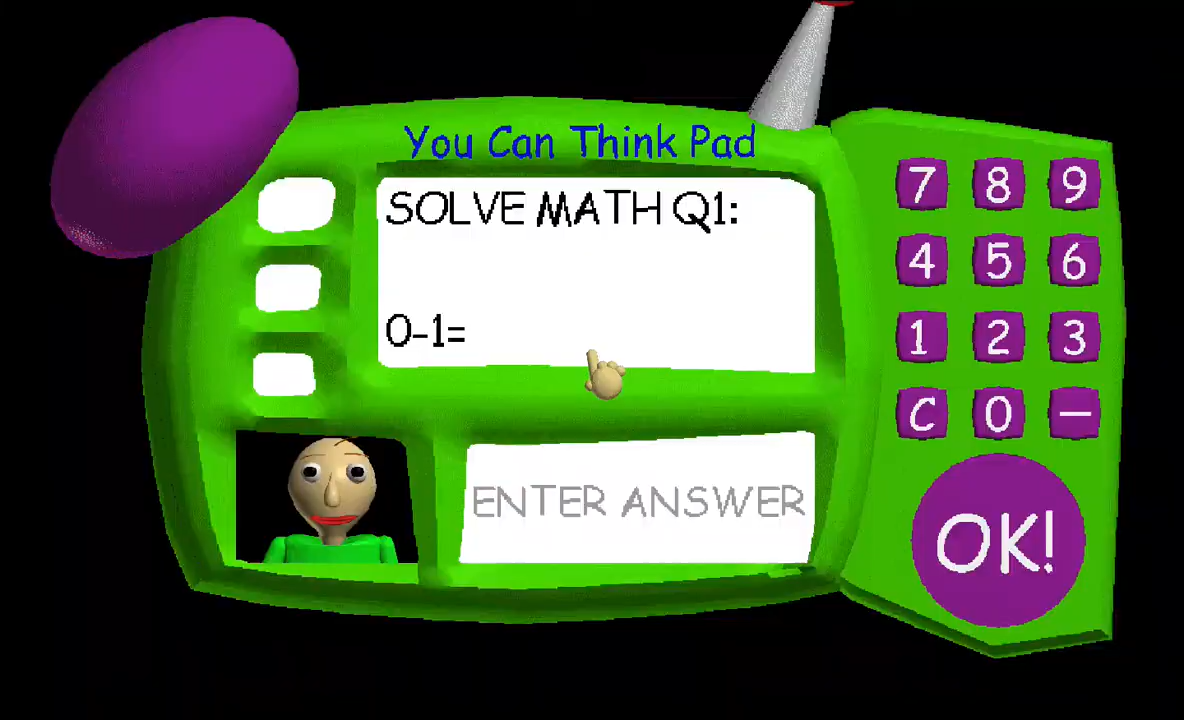 You Can Think Pad
SOLVE MATH Q1:
0-1=
ENTER ANSWER
7 8 9
4 5 6
1 2 3
C 0 —
OK!